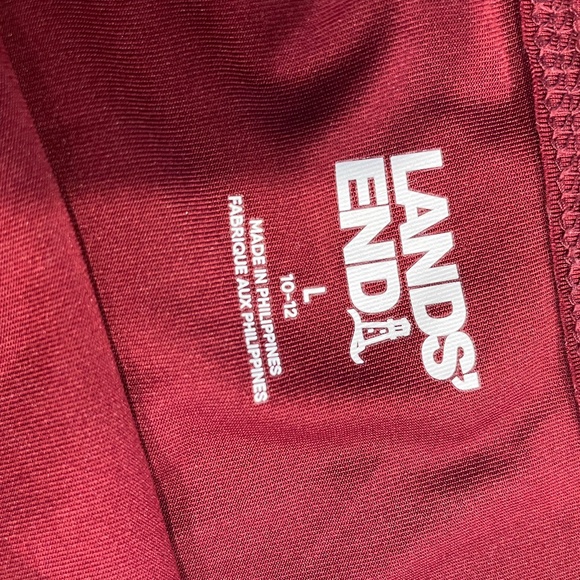 LANDS'
END
L
10-12
MADE IN PHILIPPINES
FABRIQUE AUX PHILIPPINES